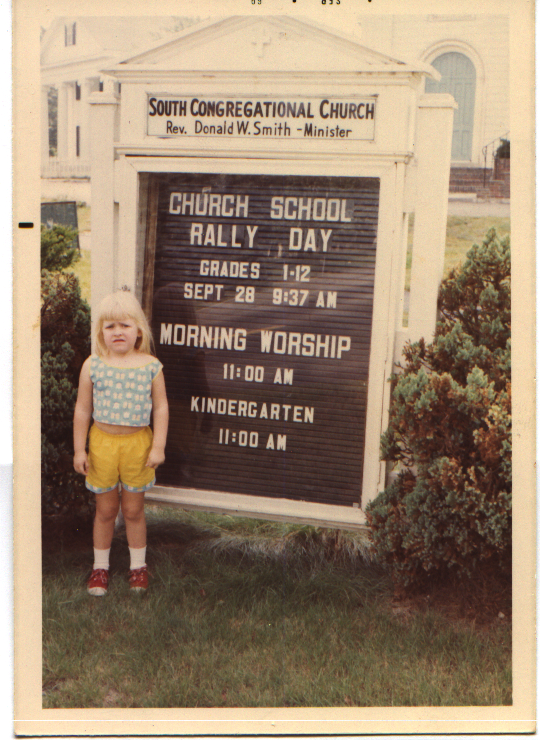 SOUTH CONGREGATIONAL CHURCH
Rev. Donald W. Smith - Minister
CHURCH SCHOOL
RALLY DAY
GRADES 1-12
SEPT 28 9:37 AM
MORNING WORSHIP
11:00 AM
KINDERGARTEN
11:00 AM